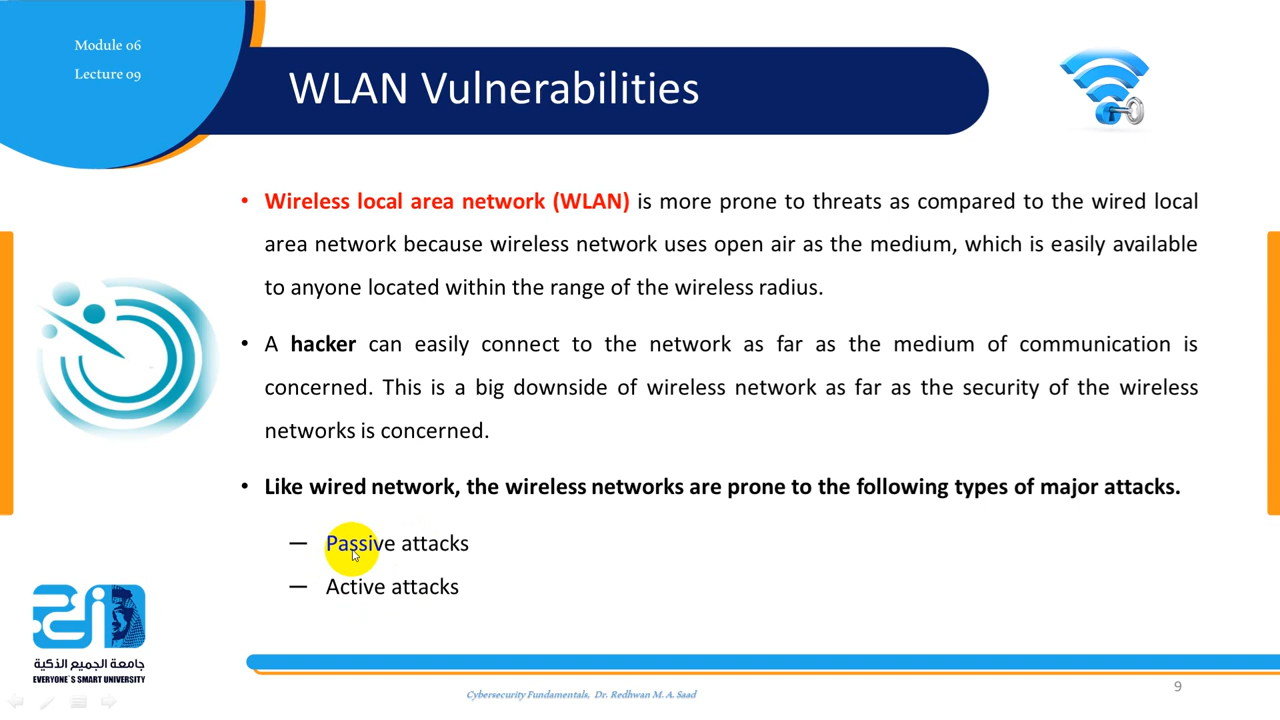 Module 06
Lecture 09
WLAN Vulnerabilities
• Wireless local area network (WLAN) is more prone to threats as compared to the wired local
area network because wireless network uses open air as the medium, which is easily available
to anyone located within the range of the wireless radius.
• A hacker can easily connect to the network as far as the medium of communication is
concerned. This is a big downside of wireless network as far as the security of the wireless
networks is concerned.
• Like wired network, the wireless networks are prone to the following types of major attacks.
— Passive attacks
— Active attacks
جامعة الجميع الذكية
EVERYONE`S SMART UNIVERSITY
Cybersecurity Fundamentals, Dr. Redhwan M. A. Saad
9